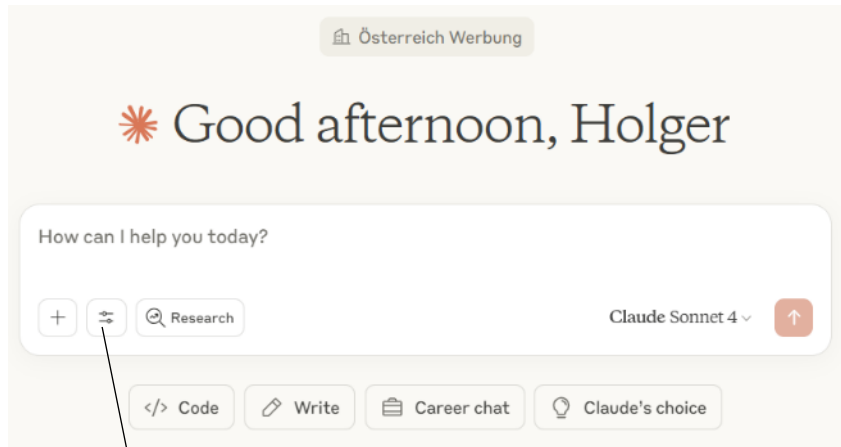 Österreich Werbung
Good afternoon, Holger
How can I help you today?
Research
Claude Sonnet 4
</> Code
Write
Career chat
Claude's choice